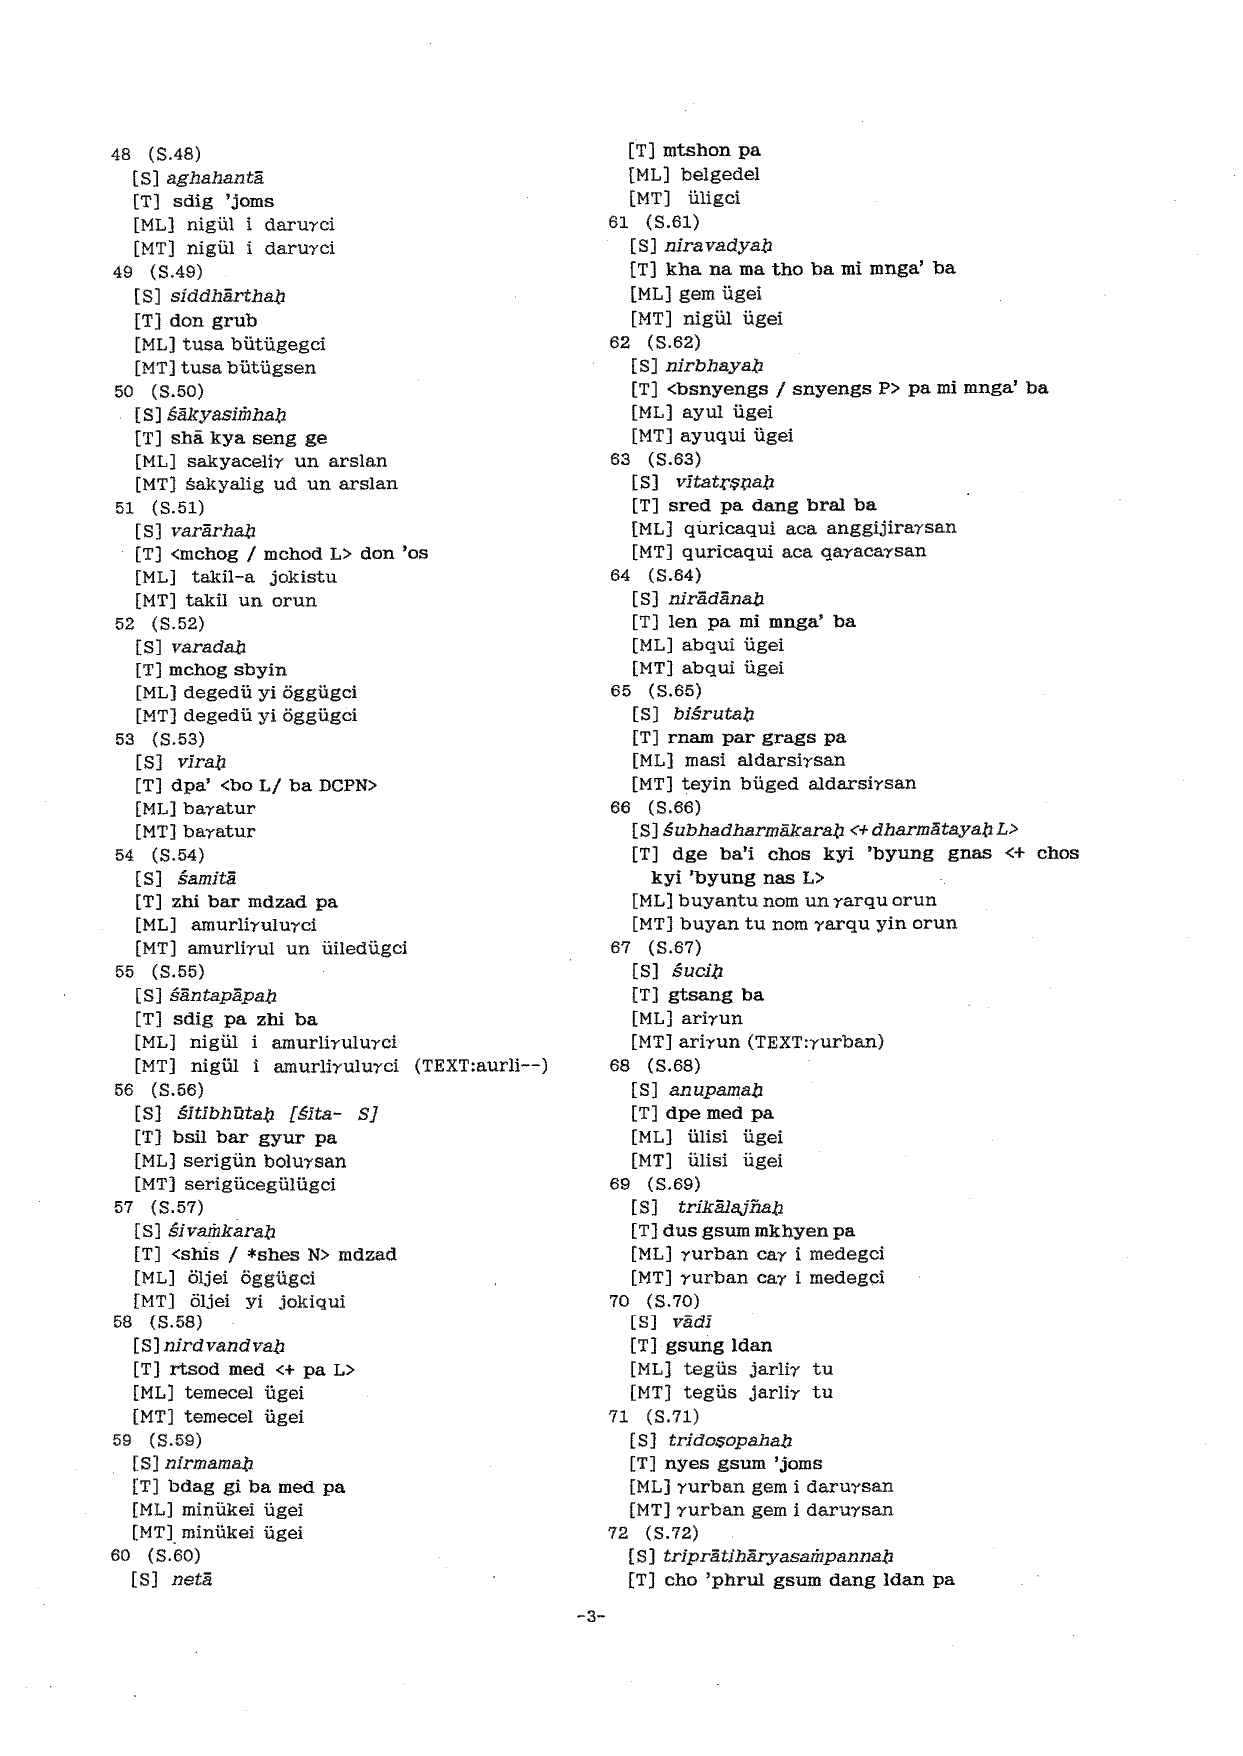 48 (S.48)
[S] aghahantā
[T] sdig 'joms
[ML] nigül i daruγci
[MT] nigül i daruγci
49 (S.49)
[S] siddhārthaḥ
[T] don grub
[ML] tusa bütügegci
[MT] tusa bütügsen
50 (S.50)
[S] śākyasiṁhaḥ
[T] shā kya seng ge
[ML] sakyaceliγ un arslan
[MT] śakyalig ud un arslan
51 (S.51)
[S] varārhaḥ
[T] <mchog / mchod L> don 'os
[ML] takil-a jokistu
[MT] takil un orun
52 (S.52)
[S] varadaḥ
[T] mchog sbyin
[ML] degedü yi öggügci
[MT] degedü yi öggügci
53 (S.53)
[S] vīraḥ
[T] dpa' <bo L/ ba DCPN>
[ML] baγatur
[MT] baγatur
54 (S.54)
[S] śamitā
[T] zhi bar mdzad pa
[ML] amurliγuluγci
[MT] amurliγul un üiledügci
55 (S.55)
[S] śāntapāpaḥ
[T] sdig pa zhi ba
[ML] nigül i amurliγuluγci
[MT] nigül i amurliγuluγci (TEXT:aurli--)
56 (S.56)
[S] śītībhūtaḥ [śīta- S]
[T] bsil bar gyur pa
[ML] serigün boluγsan
[MT] serigücegülügci
57 (S.57)
[S] śivaṁkaraḥ
[T] <shis / *shes N> mdzad
[ML] öljei öggügci
[MT] öljei yi jokiqui
58 (S.58)
[S] nirdvandvaḥ
[T] rtsod med <+ pa L>
[ML] temecel ügei
[MT] temecel ügei
59 (S.59)
[S] nirmamaḥ
[T] bdag gi ba med pa
[ML] minükei ügei
[MT] minükei ügei
60 (S.60)
[S] netā
[T] mtshon pa
[ML] belgedel
[MT] üligci
61 (S.61)
[S] niravadyaḥ
[T] kha na ma tho ba mi mnga' ba
[ML] gem ügei
[MT] nigül ügei
62 (S.62)
[S] nirbhayaḥ
[T] <bsnyengs / snyengs P> pa mi mnga' ba
[ML] ayul ügei
[MT] ayuqui ügei
63 (S.63)
[S] vītatṛṣṇaḥ
[T] sred pa dang bral ba
[ML] quricaqui aca anggijiraγsan
[MT] quricaqui aca qaγacaγsan
64 (S.64)
[S] nirādānaḥ
[T] len pa mi mnga' ba
[ML] abqui ügei
[MT] abqui ügei
65 (S.65)
[S] biśrutaḥ
[T] rnam par grags pa
[ML] masi aldarsiγsan
[MT] teyin büged aldarsiγsan
66 (S.66)
[S] śubhadharmākaraḥ <+ dharmātayaḥ L>
[T] dge ba'i chos kyi 'byung gnas <+ chos
kyi 'byung nas L>
[ML] buyantu nom un γarqu orun
[MT] buyan tu nom γarqu yin orun
67 (S.67)
[S] śuciḥ
[T] gtsang ba
[ML] ariγun
[MT] ariγun (TEXT:γurban)
68 (S.68)
[S] anupamaḥ
[T] dpe med pa
[ML] ülisi ügei
[MT] ülisi ügei
69 (S.69)
[S] trikālajñaḥ
[T] dus gsum mkhyen pa
[ML] γurban caγ i medegci
[MT] γurban caγ i medegci
70 (S.70)
[S] vādī
[T] gsung ldan
[ML] tegüs jarliγ tu
[MT] tegüs jarliγ tu
71 (S.71)
[S] tridoṣopahaḥ
[T] nyes gsum 'joms
[ML] γurban gem i daruγsan
[MT] γurban gem i daruγsan
72 (S.72)
[S] triprātihāryasaṁpannaḥ
[T] cho 'phrul gsum dang ldan pa
-3-